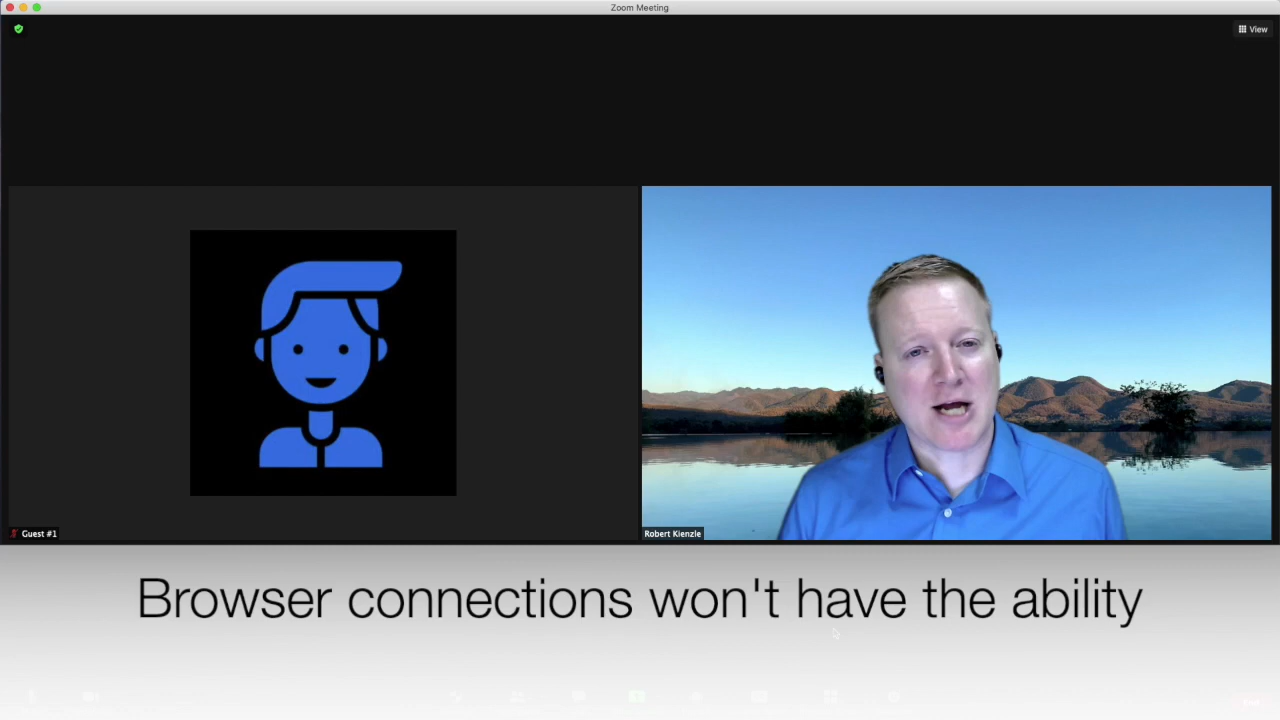 Zoom Meeting
View
Guest #1
Robert Kienzle
Browser connections won't have the ability